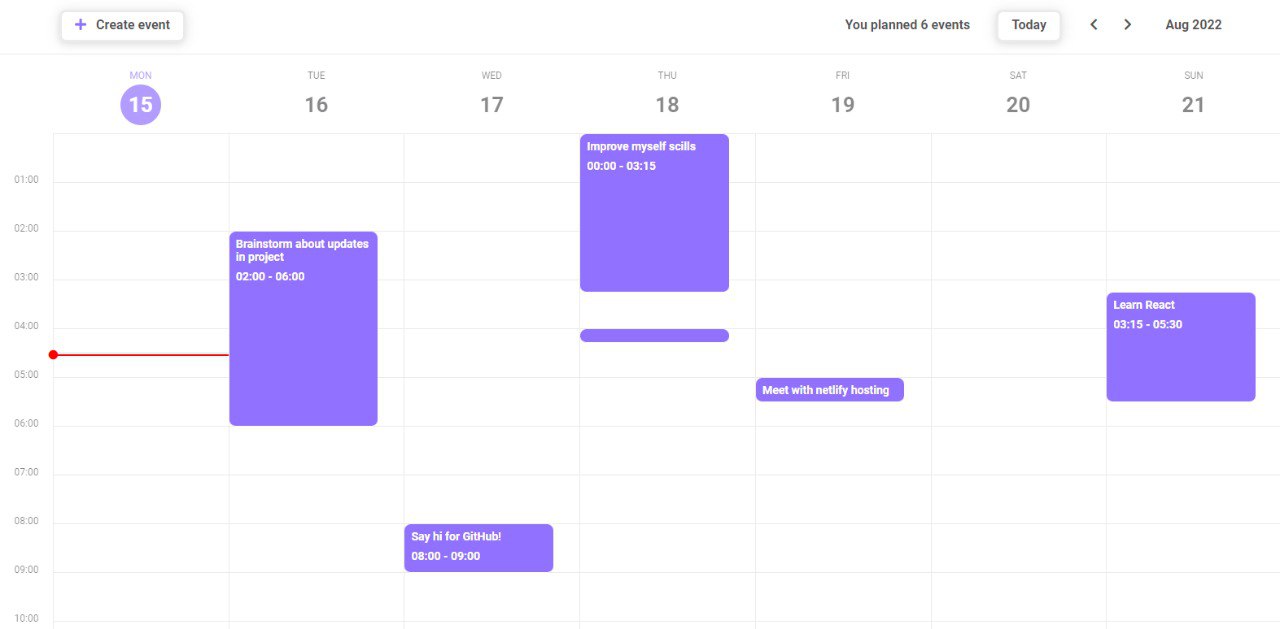 + Create event
You planned 6 events
Today
Aug 2022
MON
TUE
WED
THU
FRI
SAT
SUN
15
16
17
18
19
20
21
Improve myself scills
00:00 - 03:15
01:00
02:00
Brainstorm about updates
in project
02:00 - 06:00
03:00
Learn React
03:15 - 05:30
04:00
05:00
Meet with netlify hosting
06:00
07:00
08:00
Say hi for GitHub!
08:00 - 09:00
09:00
10:00